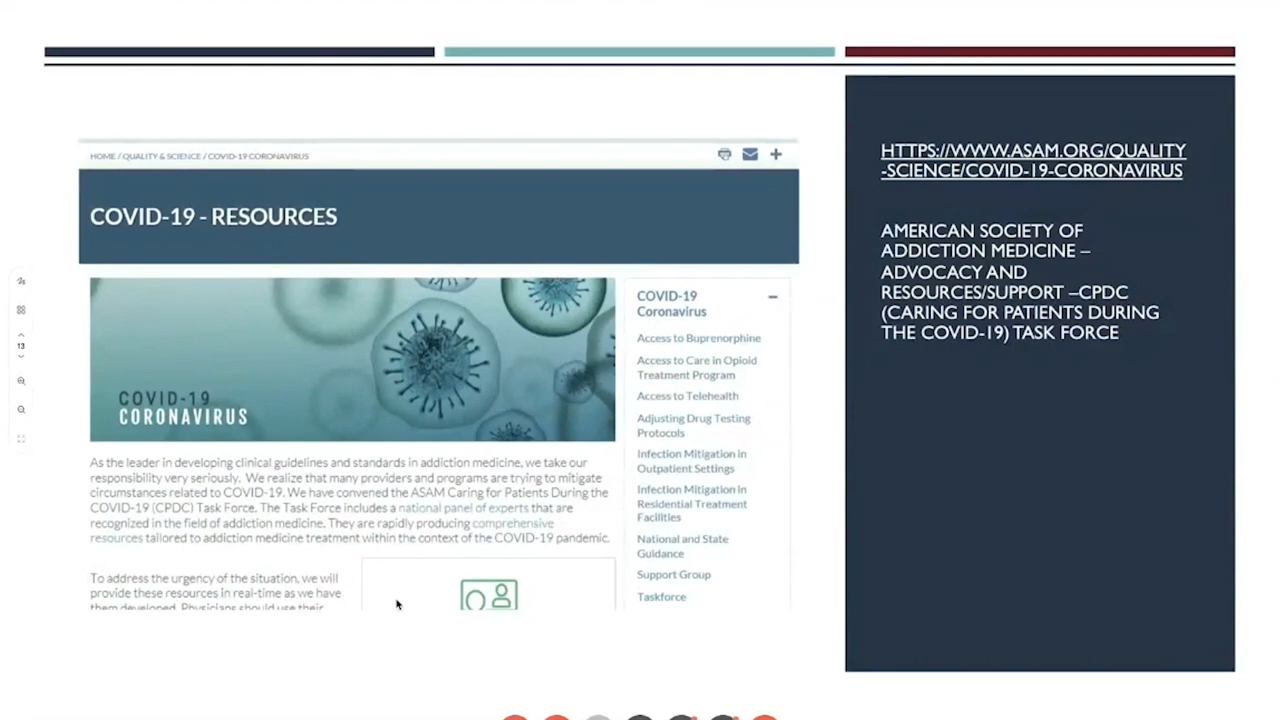 HOME / QUALITY & SCIENCE / COVID-19 CORONAVIRUS
COVID-19 - RESOURCES
COVID-19
CORONAVIRUS
As the leader in developing clinical guidelines and standards in addiction medicine, we take our
responsibility very seriously. We realize that many providers and programs are trying to mitigate
circumstances related to COVID-19. We have convened the ASAM Caring for Patients During the
COVID-19 (CPDC) Task Force. The Task Force includes a national panel of experts that are
recognized in the field of addiction medicine. They are rapidly producing comprehensive
resources tailored to addiction medicine treatment within the context of the COVID-19 pandemic.
To address the urgency of the situation, we will
provide these resources in real-time as we have
them developed. Physicians should use their
COVID-19
Coronavirus
Access to Buprenorphine
Access to Care in Opioid
Treatment Program
Access to Telehealth
Adjusting Drug Testing
Protocols
Infection Mitigation in
Outpatient Settings
Infection Mitigation in
Residential Treatment
Facilities
National and State
Guidance
Support Group
Taskforce
HTTPS://WWW.ASAM.ORG/QUALITY
-SCIENCE/COVID-19-CORONAVIRUS
AMERICAN SOCIETY OF
ADDICTION MEDICINE –
ADVOCACY AND
RESOURCES/SUPPORT –CPDC
(CARING FOR PATIENTS DURING
THE COVID-19) TASK FORCE
13